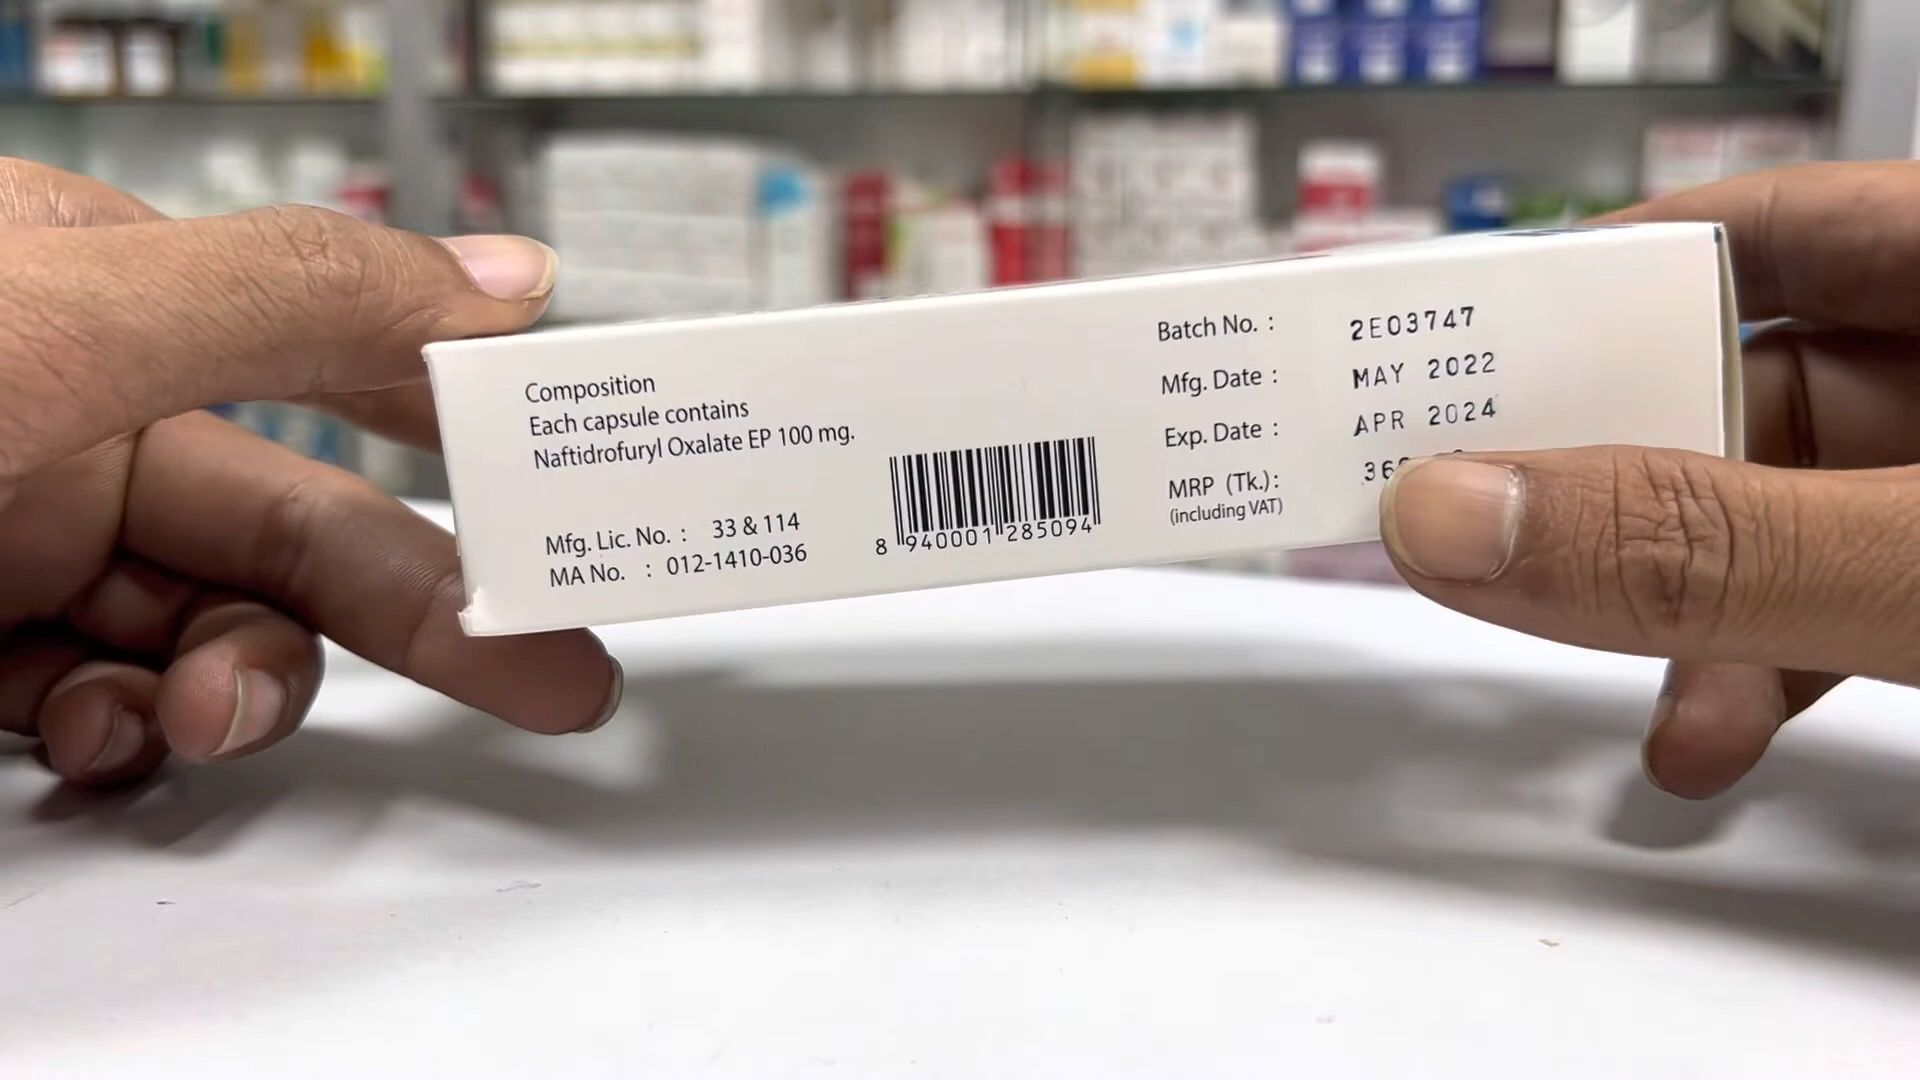 Composition
Each capsule contains
Naftidrofuryl Oxalate EP 100 mg.
Mfg. Lic. No. : 33 & 114
MA No. : 012-1410-036
8 940001 285094
Batch No. : 2E03747
Mfg. Date : MAY 2022
Exp. Date : APR 2024
MRP (Tk.):
(including VAT)